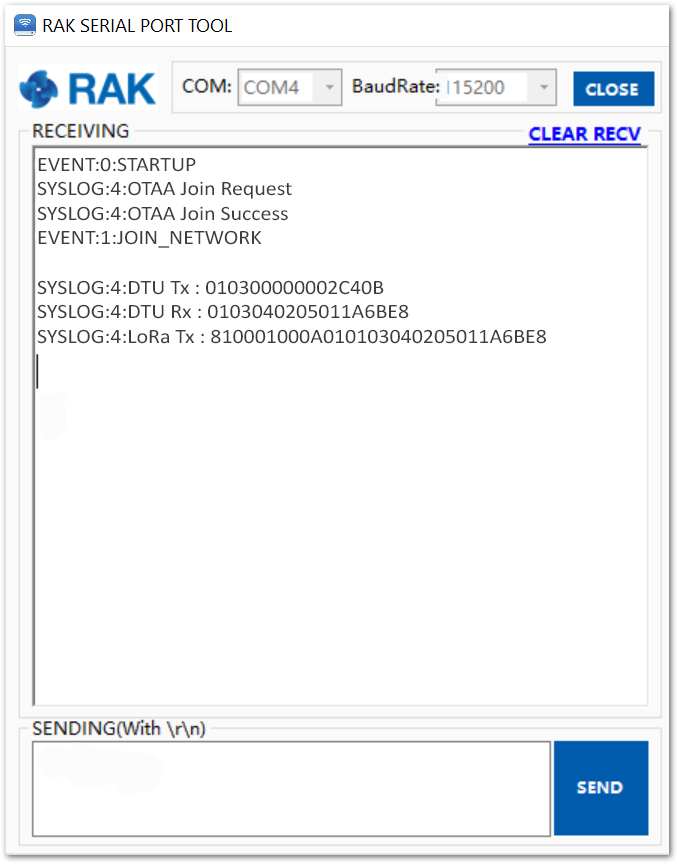 RAK SERIAL PORT TOOL
RAK COM: COM4 BaudRate: 115200 CLOSE
RECEIVING CLEAR RECV
EVENT:0:STARTUP
SYSLOG:4:OTAA Join Request
SYSLOG:4:OTAA Join Success
EVENT:1:JOIN_NETWORK
SYSLOG:4:DTU Tx : 010300000002C40B
SYSLOG:4:DTU Rx : 0103040205011A6BE8
SYSLOG:4:LoRa Tx : 810001000A010103040205011A6BE8
SENDING(With \r\n)
SEND